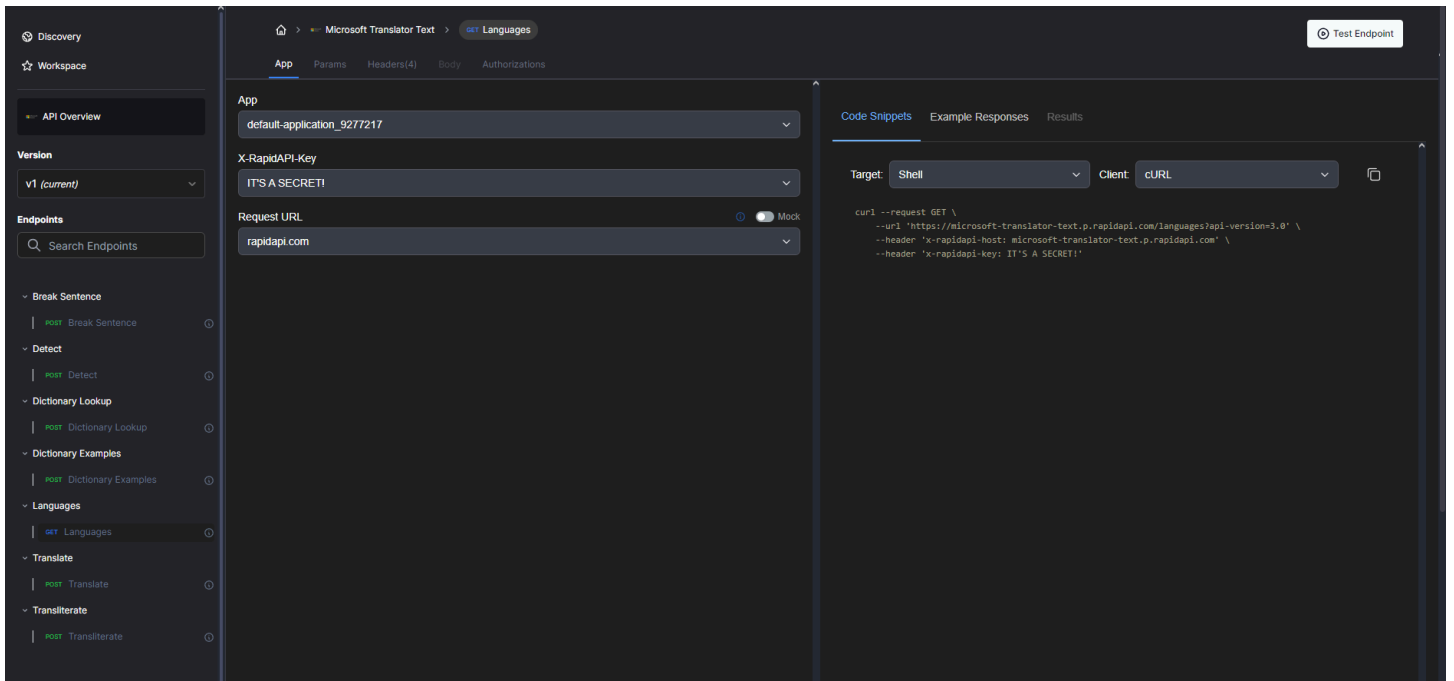 Discovery
Workspace
API Overview
Version
v1 (current)
Endpoints
Search Endpoints
Break Sentence
POST Break Sentence
Detect
POST Detect
Dictionary Lookup
POST Dictionary Lookup
Dictionary Examples
POST Dictionary Examples
Languages
GET Languages
Translate
POST Translate
Transliterate
POST Transliterate
> Microsoft Translator Text > GET Languages
Test Endpoint
App Params Headers(4) Body Authorizations
App
default-application_9277217
X-RapidAPI-Key
IT'S A SECRET!
Request URL
Mock
rapidapi.com
Code Snippets Example Responses Results
Target: Shell Client: cURL
curl --request GET \
--url 'https://microsoft-translator-text.p.rapidapi.com/languages?api-version=3.0' \
--header 'x-rapidapi-host: microsoft-translator-text.p.rapidapi.com' \
--header 'x-rapidapi-key: IT'S A SECRET!'